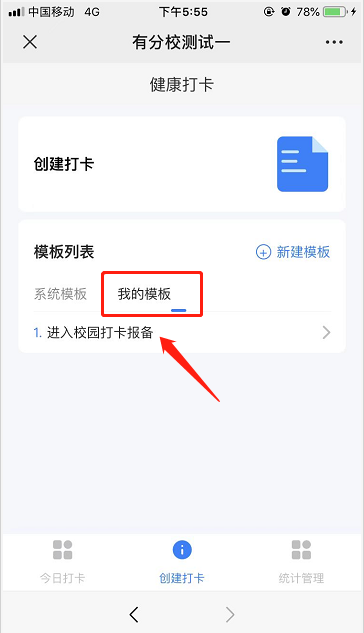 中国移动 4G 下午5:55 78%
有分校测试一
健康打卡
创建打卡
模板列表 新建模板
系统模板 我的模板
1. 进入校园打卡报备
今日打卡 创建打卡 统计管理